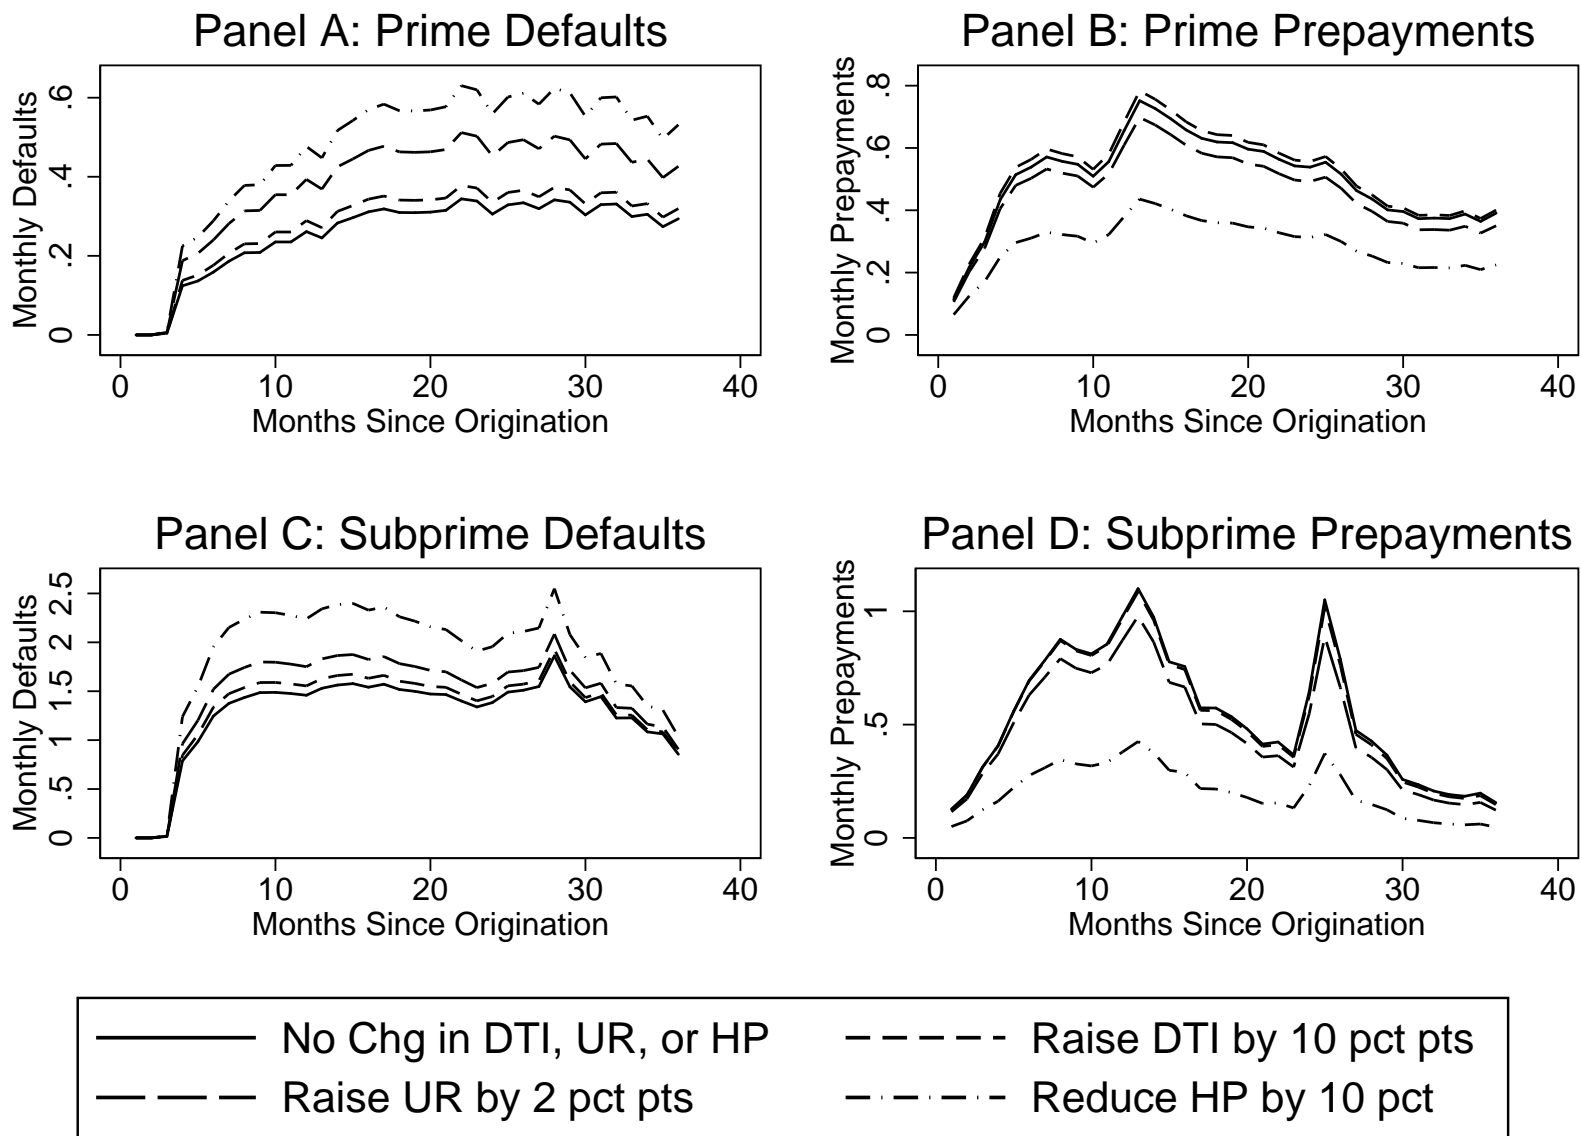 Panel A: Prime Defaults
Monthly Defaults
0 .2 .4 .6
0 10 20 30 40
Months Since Origination
Panel B: Prime Prepayments
Monthly Prepayments
0 .2 .4 .6 .8
0 10 20 30 40
Months Since Origination
Panel C: Subprime Defaults
Monthly Defaults
0 .5 1 1.5 2 2.5
0 10 20 30 40
Months Since Origination
Panel D: Subprime Prepayments
Monthly Prepayments
0 .5 1
0 10 20 30 40
Months Since Origination
No Chg in DTI, UR, or HP
Raise DTI by 10 pct pts
Raise UR by 2 pct pts
Reduce HP by 10 pct